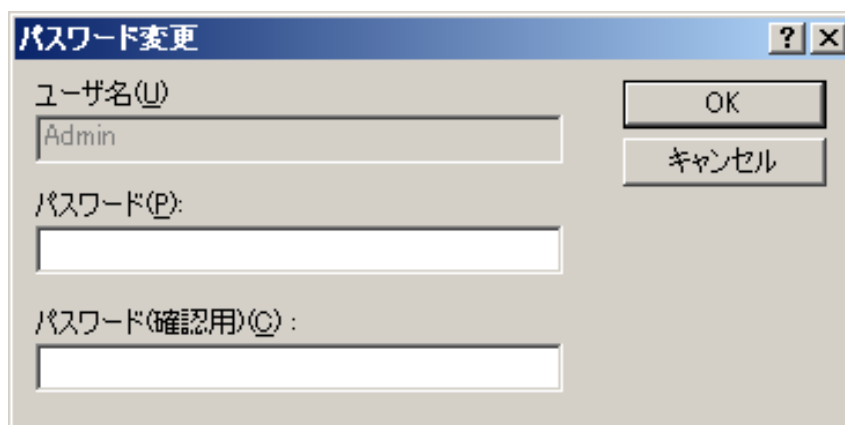 パスワード変更
ユーザ名(U)
Admin
OK
キャンセル
パスワード(P):
パスワード(確認用)(C) :